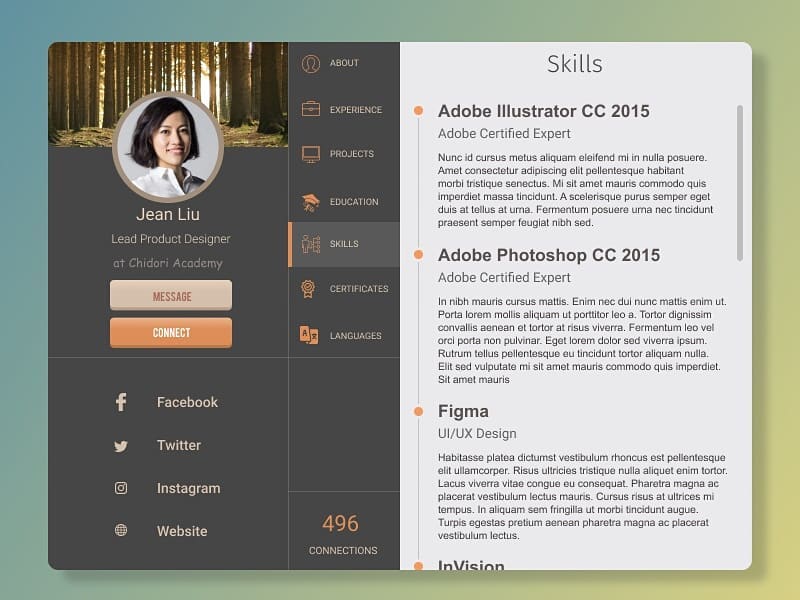 Jean Liu
Lead Product Designer
at Chidori Academy
MESSAGE
CONNECT
Facebook
Twitter
Instagram
Website
ABOUT
EXPERIENCE
PROJECTS
EDUCATION
SKILLS
CERTIFICATES
A
LANGUAGES
496
CONNECTIONS
Skills
Adobe Illustrator CC 2015
Adobe Certified Expert
Nunc id cursus metus aliquam eleifend mi in nulla posuere.
Amet consectetur adipiscing elit pellentesque habitant
morbi tristique senectus. Mi sit amet mauris commodo quis
imperdiet massa tincidunt. A scelerisque purus semper eget
duis at tellus at urna. Fermentum posuere urna nec tincidunt
praesent semper feugiat nibh sed.
Adobe Photoshop CC 2015
Adobe Certified Expert
In nibh mauris cursus mattis. Enim nec dui nunc mattis enim ut.
Porta lorem mollis aliquam ut porttitor leo a. Tortor dignissim
convallis aenean et tortor at risus viverra. Fermentum leo vel
orci porta non pulvinar. Eget lorem dolor sed viverra ipsum.
Rutrum tellus pellentesque eu tincidunt tortor aliquam nulla.
Elit sed vulputate mi sit amet mauris commodo quis imperdiet.
Sit amet mauris
Figma
UI/UX Design
Habitasse platea dictumst vestibulum rhoncus est pellentesque
elit ullamcorper. Risus ultricies tristique nulla aliquet enim tortor.
Lacus viverra vitae congue eu consequat. Pharetra magna ac
placerat vestibulum lectus mauris. Cursus risus at ultrices mi
tempus. In aliquam sem fringilla ut morbi tincidunt augue.
Turpis egestas pretium aenean pharetra magna ac placerat
vestibulum lectus.
InVision